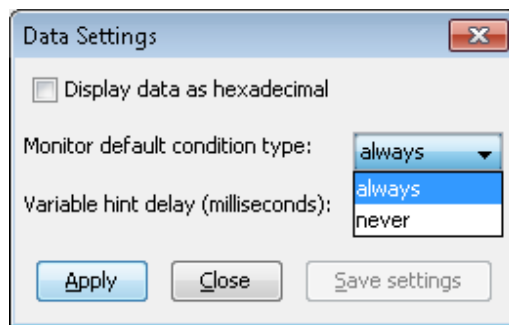 Data Settings
Display data as hexadecimal
Monitor default condition type: always
always
Variable hint delay (milliseconds):
never
Apply Close Save settings